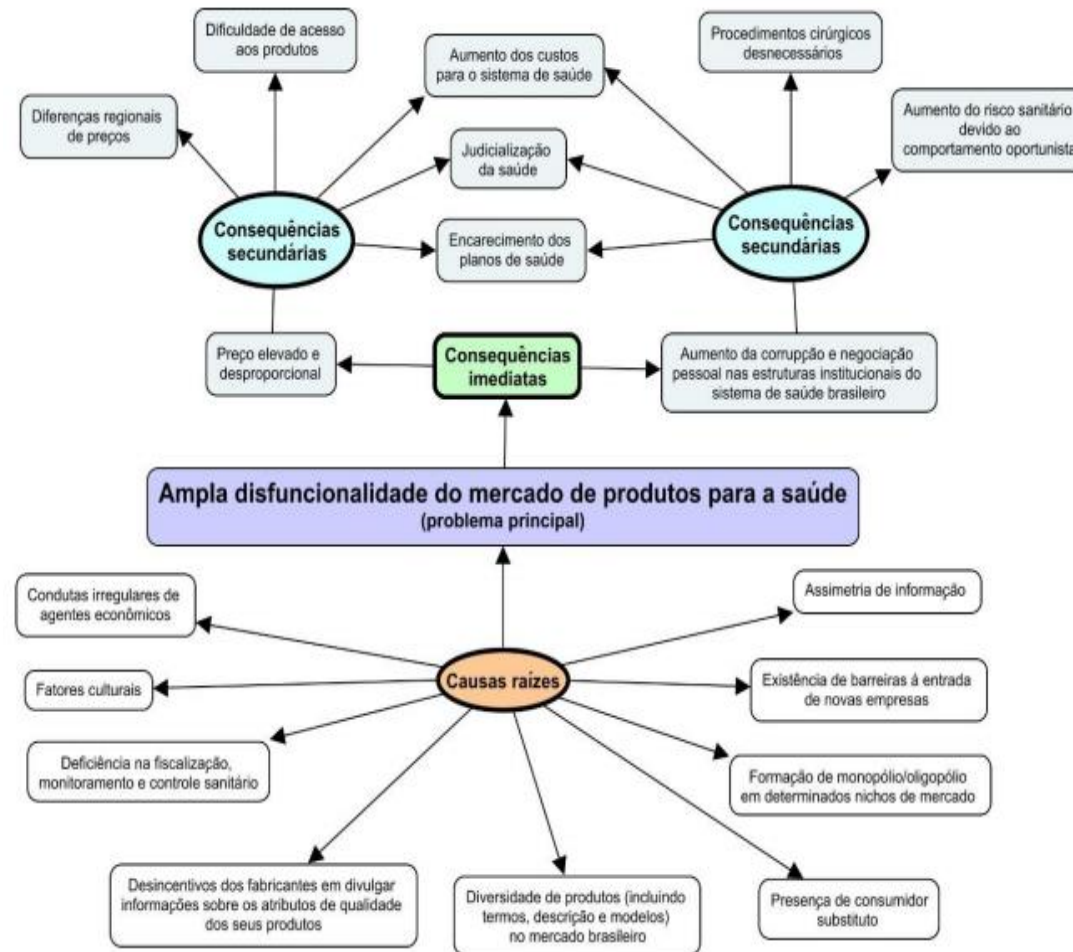 Dificuldade de acesso
aos produtos
Aumento dos custos
para o sistema de saúde
Procedimentos cirúrgicos
desnecessários
Diferenças regionais
de preços
Aumento do risco sanitário
devido ao
comportamento oportunista
Judicialização
da saúde
Consequências
secundárias
Encarecimento dos
planos de saúde
Consequências
secundárias
Preço elevado e
desproporcional
Consequências
imediatas
Aumento da corrupção e negociação
pessoal nas estruturas institucionais do
sistema de saúde brasileiro
Ampla disfuncionalidade do mercado de produtos para a saúde
(problema principal)
Condutas irregulares de
agentes econômicos
Assimetria de informação
Fatores culturais
Causas raízes
Existência de barreiras á entrada
de novas empresas
Deficiência na fiscalização,
monitoramento e controle sanitário
Formação de monopólio/oligopólio
em determinados nichos de mercado
Desincentivos dos fabricantes em divulgar
informações sobre os atributos de qualidade
dos seus produtos
Diversidade de produtos (incluindo
termos, descrição e modelos)
no mercado brasileiro
Presença de consumidor
substituto